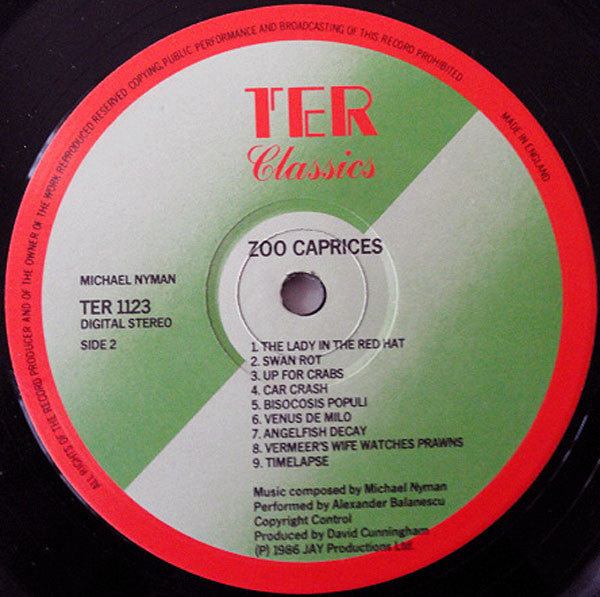 ALL RIGHTS OF THE RECORD PRODUCER AND OF THE OWNER OF THE WORK REPRODUCED RESERVED. COPYING, PUBLIC PERFORMANCE AND BROADCASTING OF THIS RECORD PROHIBITED
MADE IN ENGLAND
TER
Classics
ZOO CAPRICES
MICHAEL NYMAN
TER 1123
DIGITAL STEREO
SIDE 2
1. THE LADY IN THE RED HAT
2. SWAN ROT
3. UP FOR CRABS
4. CAR CRASH
5. BISOCOSIS POPULI
6. VENUS DE MILO
7. ANGELFISH DECAY
8. VERMEER'S WIFE WATCHES PRAWNS
9. TIMELAPSE
Music composed by Michael Nyman
Performed by Alexander Balanescu
Copyright Control
Produced by David Cunningham
(P) 1986 JAY Productions Ltd.